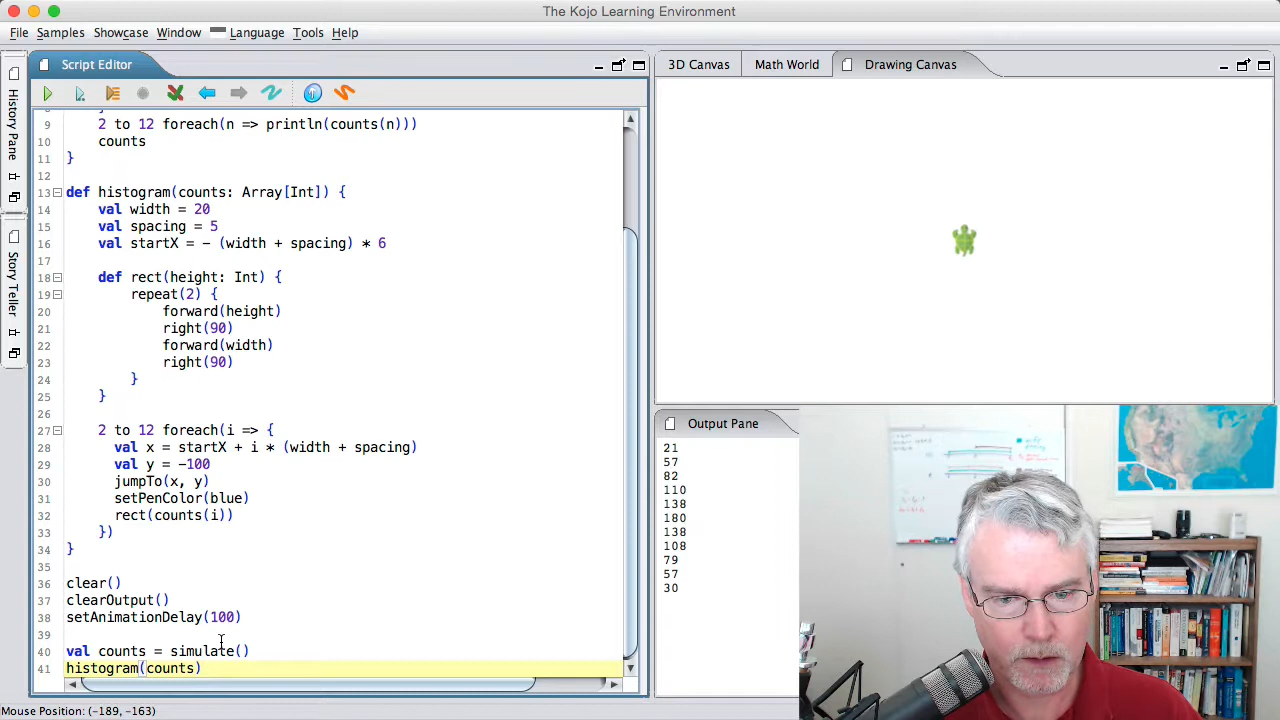 The Kojo Learning Environment
File Samples Showcase Window Language Tools Help
History Pane
Story Teller
Script Editor
9 2 to 12 foreach(n => println(counts(n)))
10 counts
11 }
12
13 def histogram(counts: Array[Int]) {
14 val width = 20
15 val spacing = 5
16 val startX = - (width + spacing) * 6
17
18 def rect(height: Int) {
19 repeat(2) {
20 forward(height)
21 right(90)
22 forward(width)
23 right(90)
24 }
25 }
26
27 2 to 12 foreach(i => {
28 val x = startX + i * (width + spacing)
29 val y = -100
30 jumpTo(x, y)
31 setPenColor(blue)
32 rect(counts(i))
33 })
34 }
35
36 clear()
37 clearOutput()
38 setAnimationDelay(100)
39
40 val counts = simulate()
41 histogram(counts)
3D Canvas Math World Drawing Canvas
Output Pane
21
57
82
110
138
180
138
108
79
57
30
Mouse Position: (-189, -163)